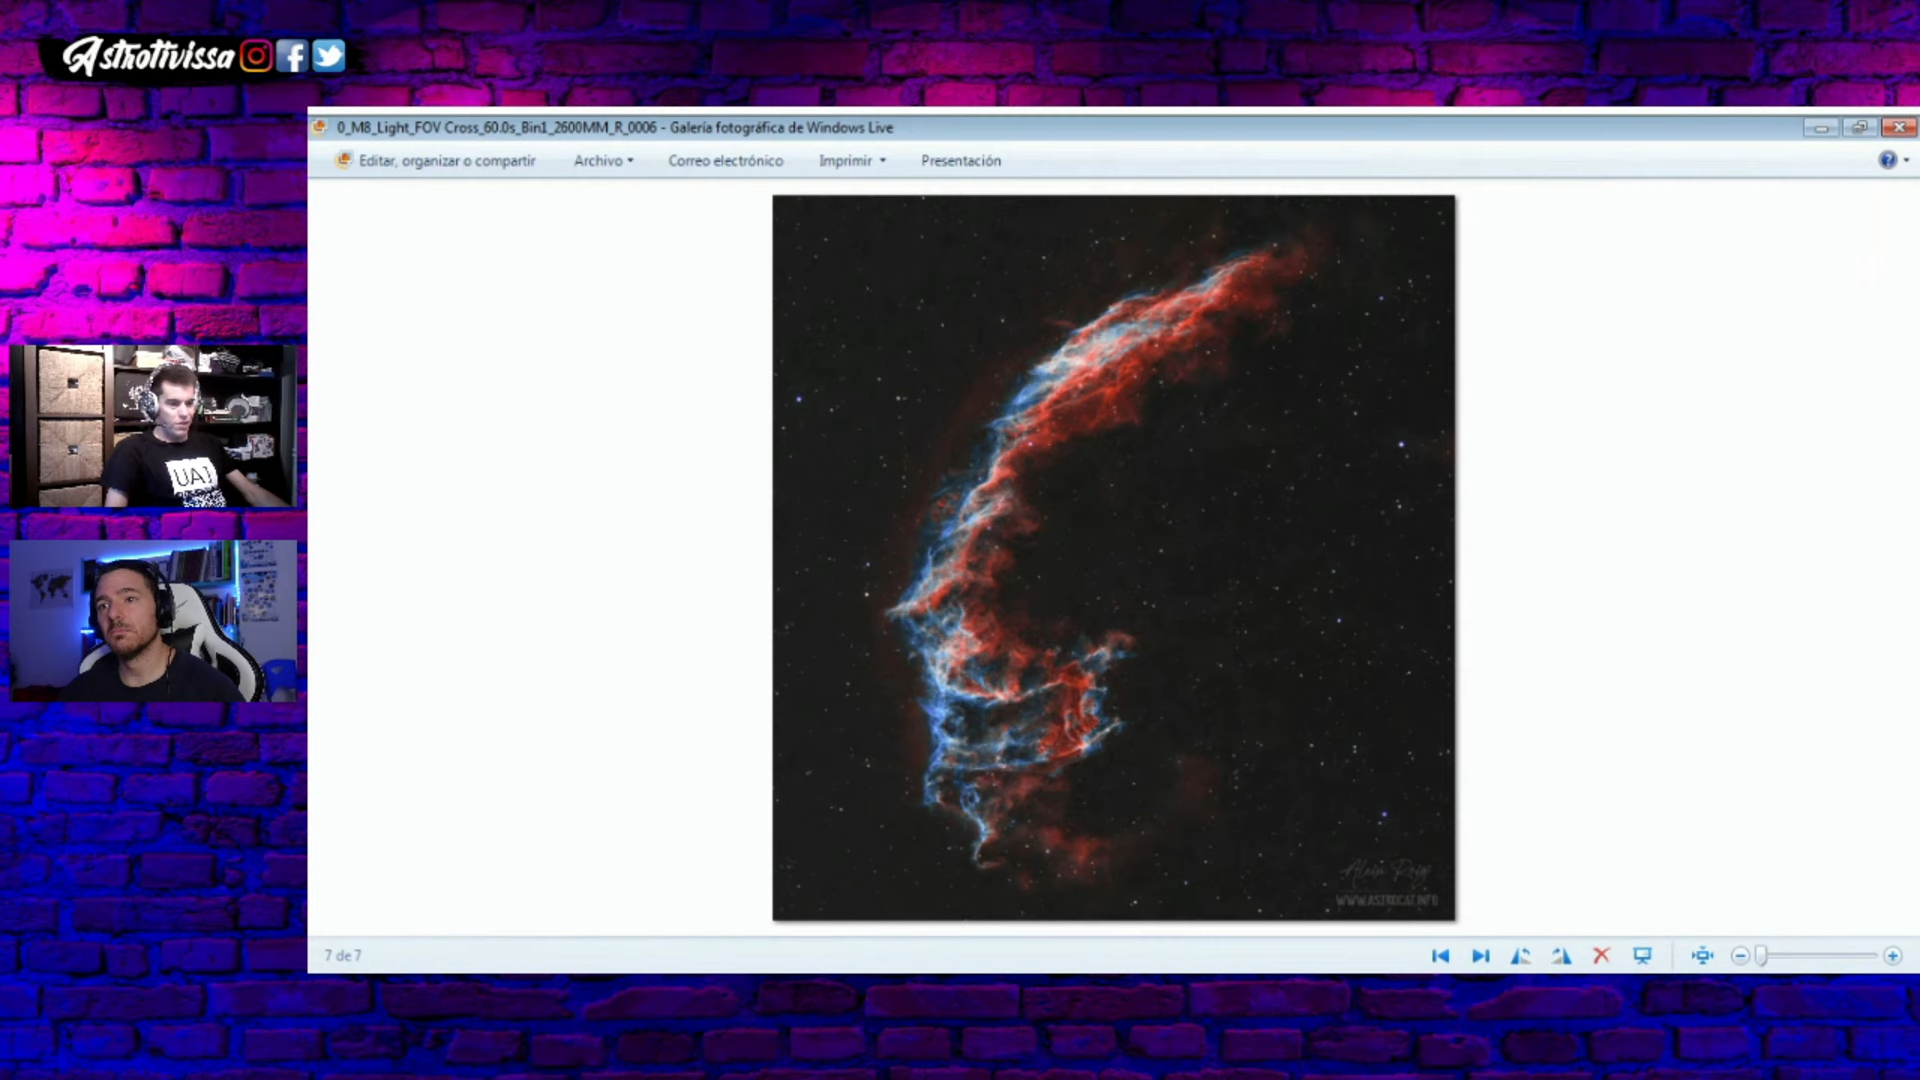 Astroitivissa
0_M8_Light_FOV Cross_60.0s_Bin1_2600MM_R_0006 - Galería fotográfica de Windows Live
Editar, organizar o compartir Archivo Correo electrónico Imprimir Presentación
UAI
WWW.ASTROCAT.INFO
7 de 7